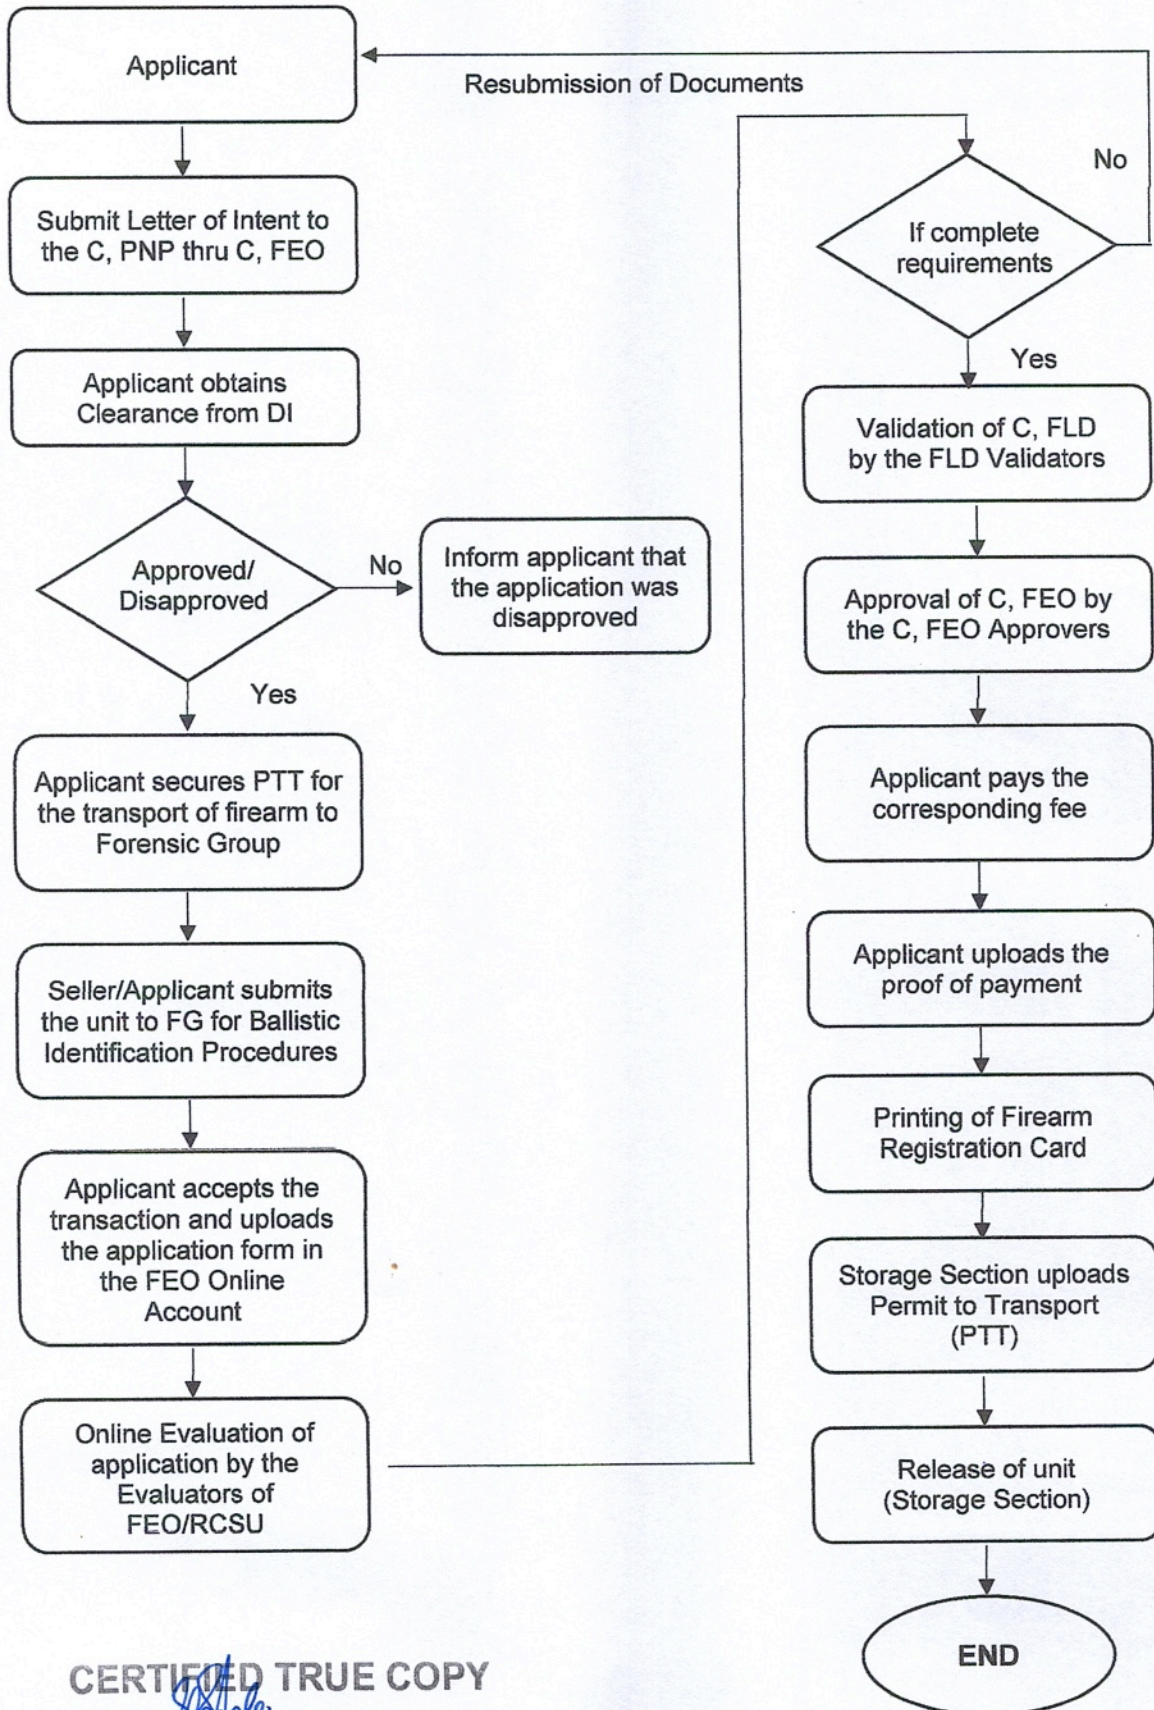 Applicant
Submit Letter of Intent to
the C, PNP thru C, FEO
Applicant obtains
Clearance from DI
Approved/
Disapproved
No
Inform applicant that
the application was
disapproved
Yes
Applicant secures PTT for
the transport of firearm to
Forensic Group
Seller/Applicant submits
the unit to FG for Ballistic
Identification Procedures
Applicant accepts the
transaction and uploads
the application form in
the FEO Online
Account
Online Evaluation of
application by the
Evaluators of
FEO/RCSU
Resubmission of Documents
If complete
requirements
No
Yes
Validation of C, FLD
by the FLD Validators
Approval of C, FEO by
the C, FEO Approvers
Applicant pays the
corresponding fee
Applicant uploads the
proof of payment
Printing of Firearm
Registration Card
Storage Section uploads
Permit to Transport
(PTT)
Release of unit
(Storage Section)
END
CERTIFIED TRUE COPY